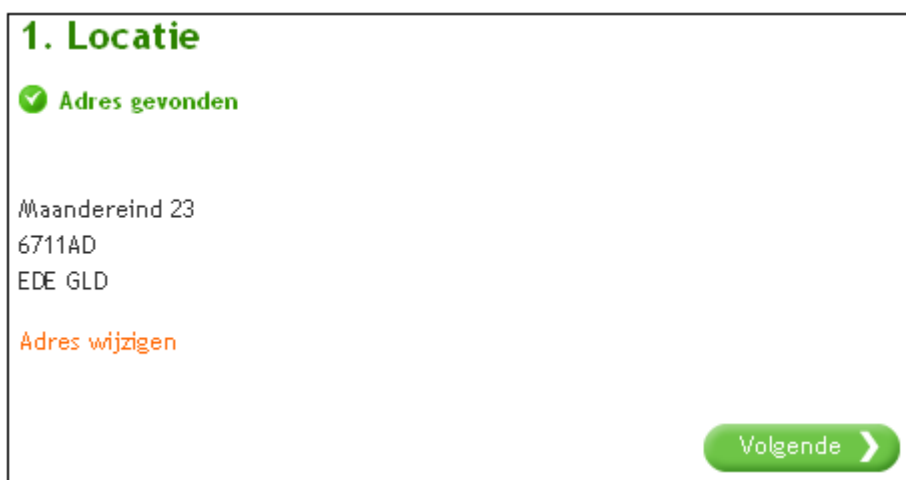 1. Locatie
Adres gevonden
Maandereind 23
6711AD
EDE GLD
Adres wijzigen
Volgende